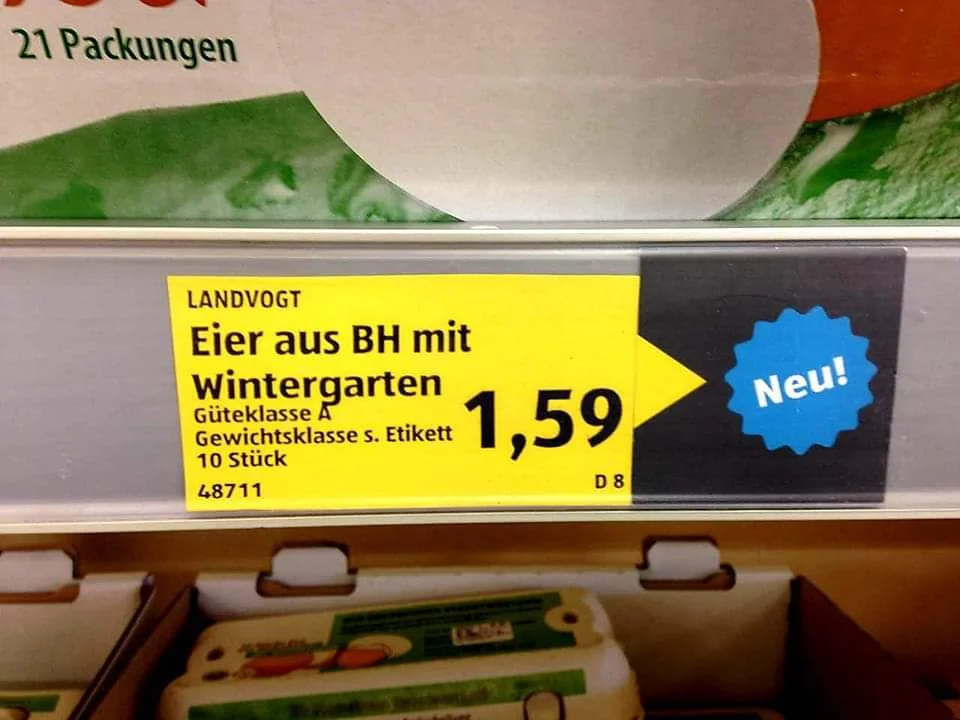 21 Packungen
LANDVOGT
Eier aus BH mit
Wintergarten
Güteklasse A
Gewichtsklasse s. Etikett
10 Stück
1,59
48711
D 8
Neu!